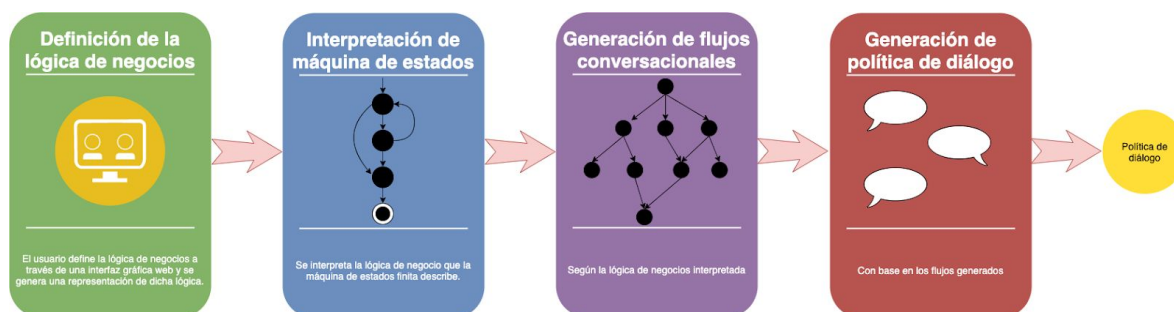 Definición de la
lógica de negocios
El usuario define la lógica de negocios a
través de una interfaz gráfica web y se
genera una representación de dicha lógica.
Interpretación de
máquina de estados
Se interpreta la lógica de negocio que la
máquina de estados finita describe.
Generación de flujos
conversacionales
Según la lógica de negocios interpretada
Generación de
política de diálogo
Con base en los flujos generados
Política de
diálogo